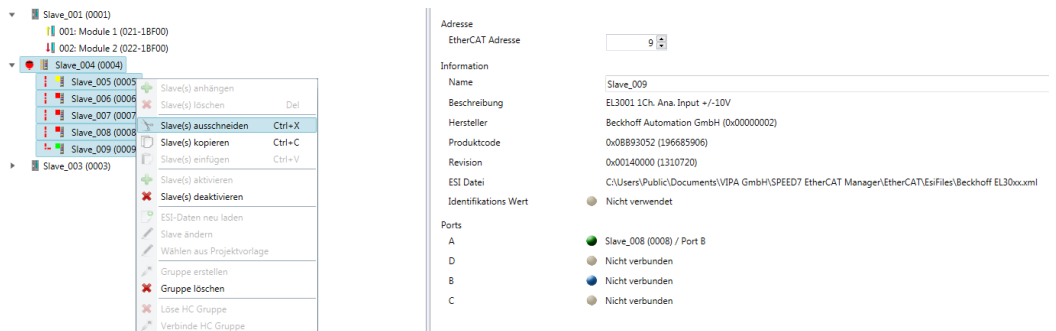 Slave_001 (0001)
001: Module 1 (021-1BF00)
002: Module 2 (022-1BF00)
Slave_004 (0004)
Slave_005 (0005
Slave_006 (0006
Slave_007 (0007
Slave_008 (0008
Slave_009 (0009
Slave_003 (0003)
Slave(s) anhängen
Slave(s) löschen Del
Slave(s) ausschneiden Ctrl+X
Slave(s) kopieren Ctrl+C
Slave(s) einfügen Ctrl+V
Slave(s) aktivieren
Slave(s) deaktivieren
ESI-Daten neu laden
Slave ändern
Wählen aus Projektvorlage
Gruppe erstellen
Gruppe löschen
Löse HC Gruppe
Verbinde HC Gruppe
Adresse
EtherCAT Adresse 9
Information
Name Slave_009
Beschreibung EL3001 1Ch. Ana. Input +/-10V
Hersteller Beckhoff Automation GmbH (0x00000002)
Produktcode 0x0BB93052 (196685906)
Revision 0x00140000 (1310720)
ESI Datei C:\Users\Public\Documents\VIPA GmbH\SPEED7 EtherCAT Manager\EtherCAT\EsiFiles\Beckhoff EL30xx.xml
Identifikations Wert Nicht verwendet
Ports
A Slave_008 (0008) / Port B
D Nicht verbunden
B Nicht verbunden
C Nicht verbunden